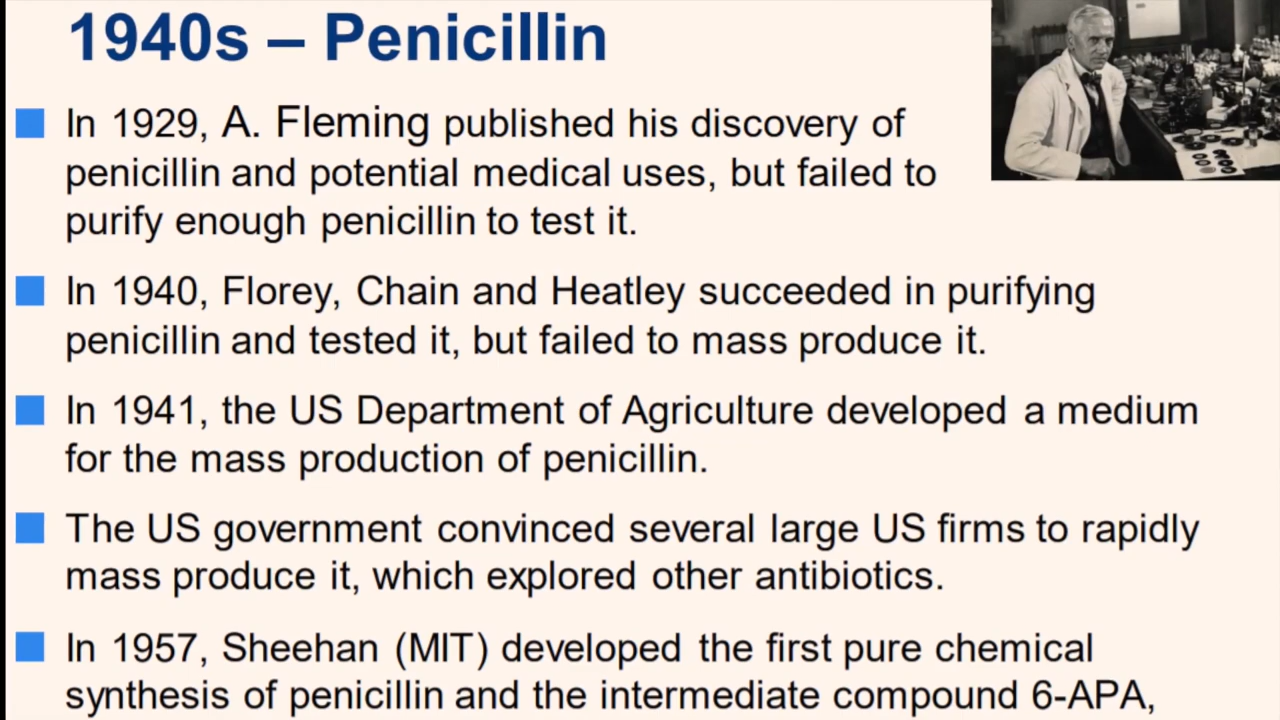 1940s – Penicillin
In 1929, A. Fleming published his discovery of
penicillin and potential medical uses, but failed to
purify enough penicillin to test it.
In 1940, Florey, Chain and Heatley succeeded in purifying
penicillin and tested it, but failed to mass produce it.
In 1941, the US Department of Agriculture developed a medium
for the mass production of penicillin.
The US government convinced several large US firms to rapidly
mass produce it, which explored other antibiotics.
In 1957, Sheehan (MIT) developed the first pure chemical
synthesis of penicillin and the intermediate compound 6-APA,